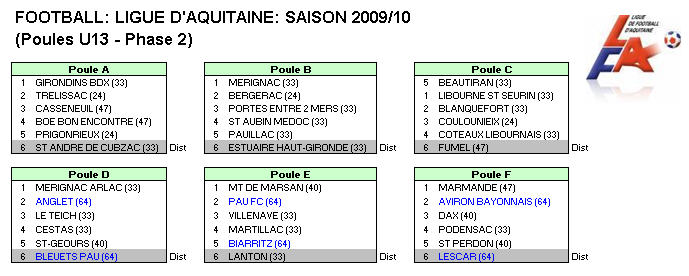 FOOTBALL: LIGUE D'AQUITAINE: SAISON 2009/10
(Poules U13 - Phase 2)
LIGUE
DE FOOTBALL
D'AQUITAINE
LFA
Poule A
1 GIRONDINS BDX (33)
2 TRELISSAC (24)
3 CASSENEUIL (47)
4 BOE BON ENCONTRE (47)
5 PRIGONRIEUX (24)
6 ST ANDRE DE CUBZAC (33) Dist
Poule B
1 MERIGNAC (33)
2 BERGERAC (24)
3 PORTES ENTRE 2 MERS (33)
4 ST AUBIN MEDOC (33)
5 PAUILLAC (33)
6 ESTUAIRE HAUT-GIRONDE (33) Dist
Poule C
5 BEAUTIRAN (33)
1 LIBOURNE ST SEURIN (33)
2 BLANQUEFORT (33)
3 COULOUNIEIX (24)
4 COTEAUX LIBOURNAIS (33)
6 FUMEL (47) Dist
Poule D
1 MERIGNAC ARLAC (33)
2 ANGLET (64)
3 LE TEICH (33)
4 CESTAS (33)
5 ST-GEOURS (40)
6 BLEUETS PAU (64) Dist
Poule E
1 MT DE MARSAN (40)
2 PAU FC (64)
3 VILLENAVE (33)
4 MARTILLAC (33)
5 BIARRITZ (64)
6 LANTON (33) Dist
Poule F
1 MARMANDE (47)
2 AVIRON BAYONNAIS (64)
3 DAX (40)
4 PODENSAC (33)
5 ST PERDON (40)
6 LESCAR (64) Dist